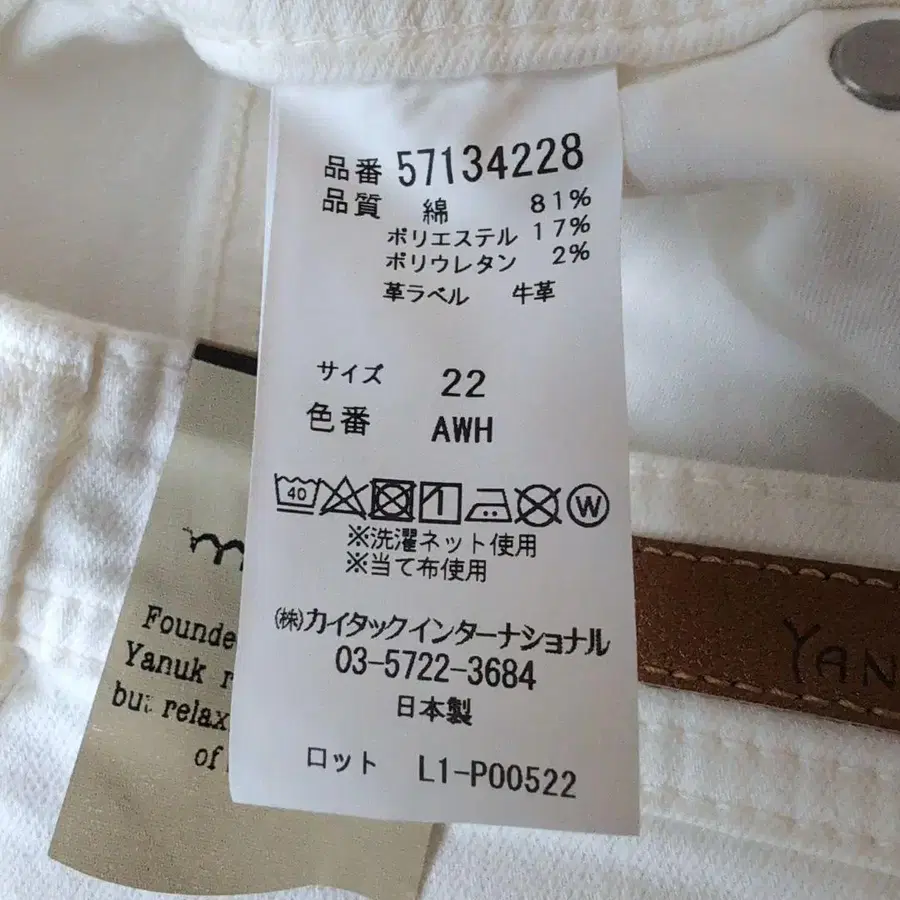 品番 57134228
品質 綿 81%
ポリエステル 17%
ポリウレタン 2%
革ラベル 牛革
サイズ 22
色番 AWH
40 W
※洗濯ネット使用
※当て布使用
(株)カイタックインターナショナル
03-5722-3684
日本製
ロット L1-P00522
Founde
Yanuk r
but relax
of
YAN